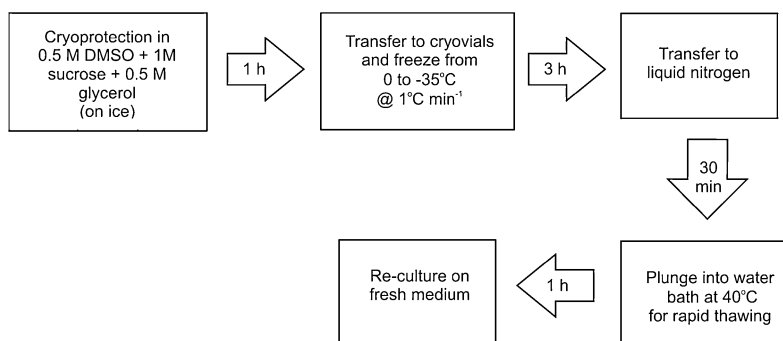 Cryoprotection in
0.5 M DMSO + 1M
sucrose + 0.5 M
glycerol
(on ice)
1 h
Transfer to cryovials
and freeze from
0 to -35°C
@ 1°C min⁻¹
3 h
Transfer to
liquid nitrogen
30
min
Plunge into water
bath at 40°C
for rapid thawing
1 h
Re-culture on
fresh medium